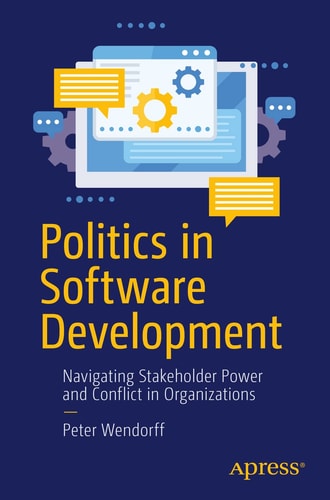 Politics in
Software
Development
Navigating Stakeholder Power
and Conflict in Organizations
Peter Wendorff
Apress®